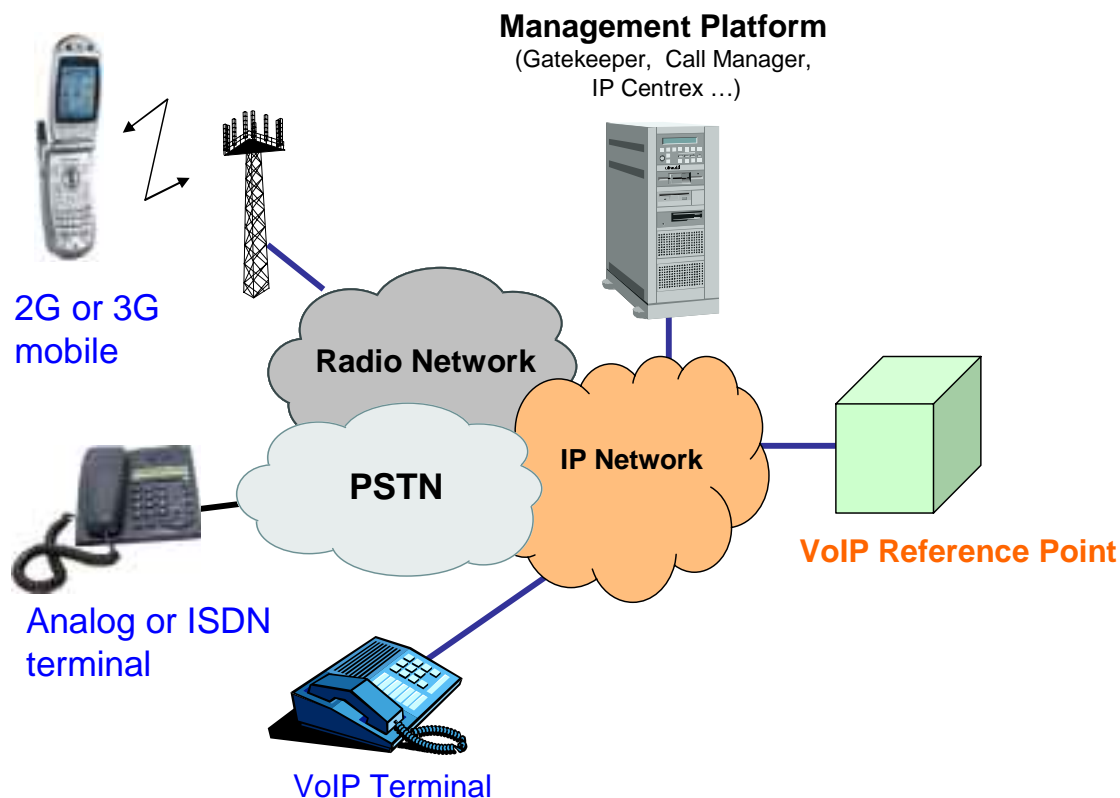 Management Platform
(Gatekeeper, Call Manager,
IP Centrex …)
2G or 3G
mobile
Radio Network
IP Network
PSTN
VoIP Reference Point
Analog or ISDN
terminal
VoIP Terminal